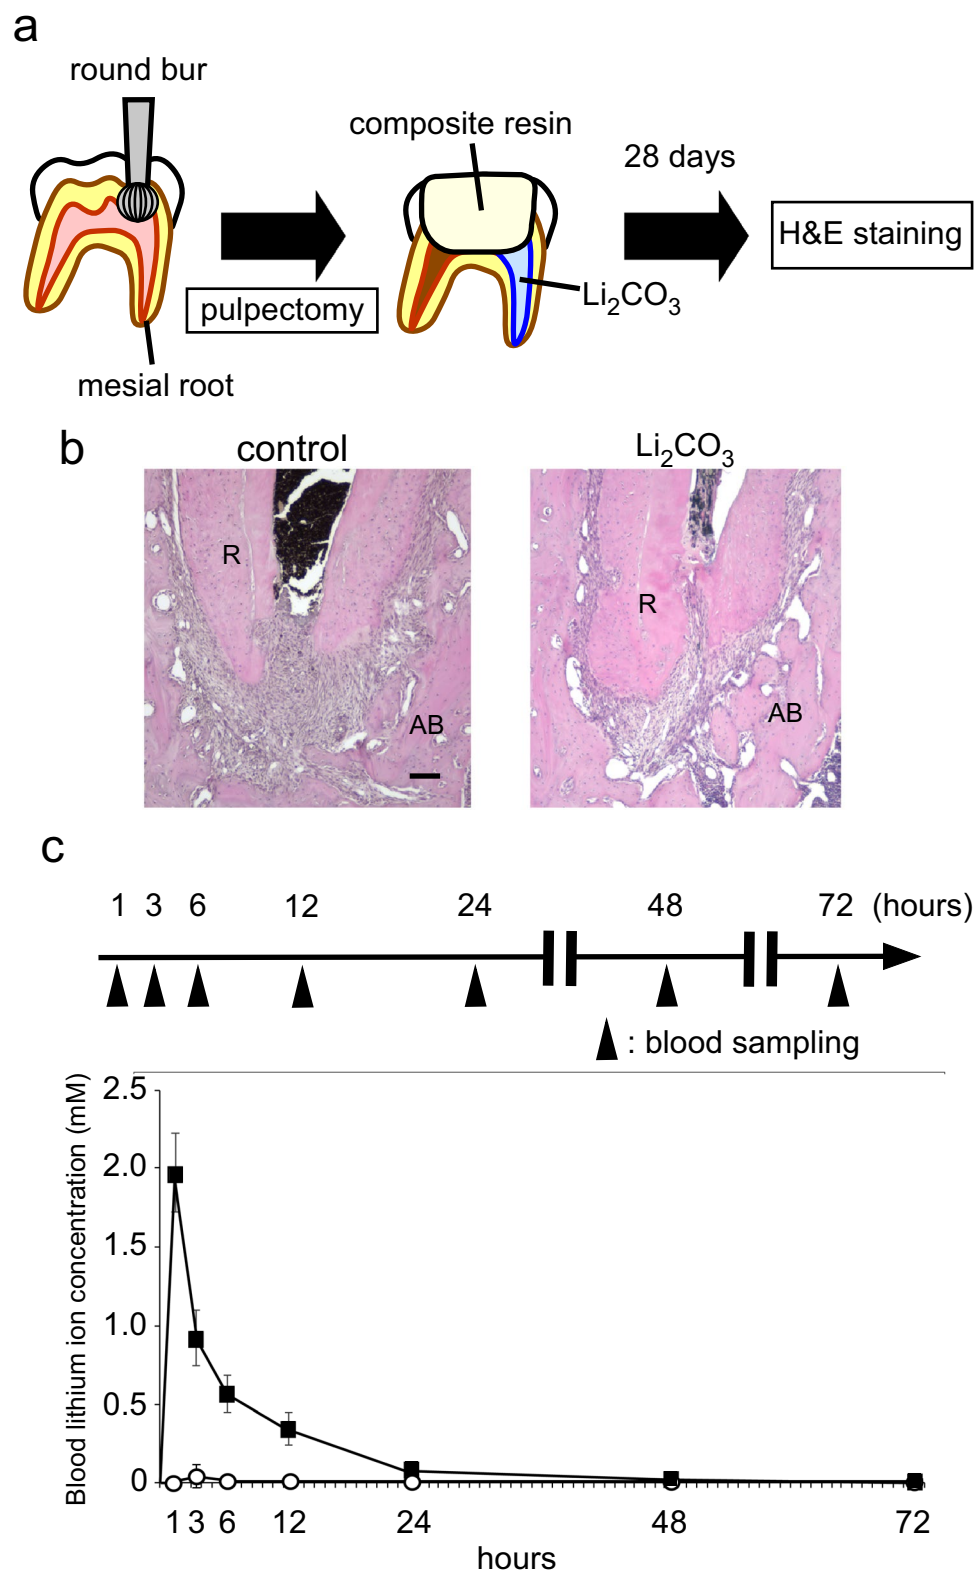 a
round bur
composite resin
28 days
H&E staining
pulpectomy
Li2CO3
mesial root
b
control
Li2CO3
R
AB
R
AB
c
1 3 6 12 24 48 72 (hours)
: blood sampling
Blood lithium ion concentration (mM)
2.5
2.0
1.5
1.0
0.5
0
1 3 6 12 24 48 72
hours